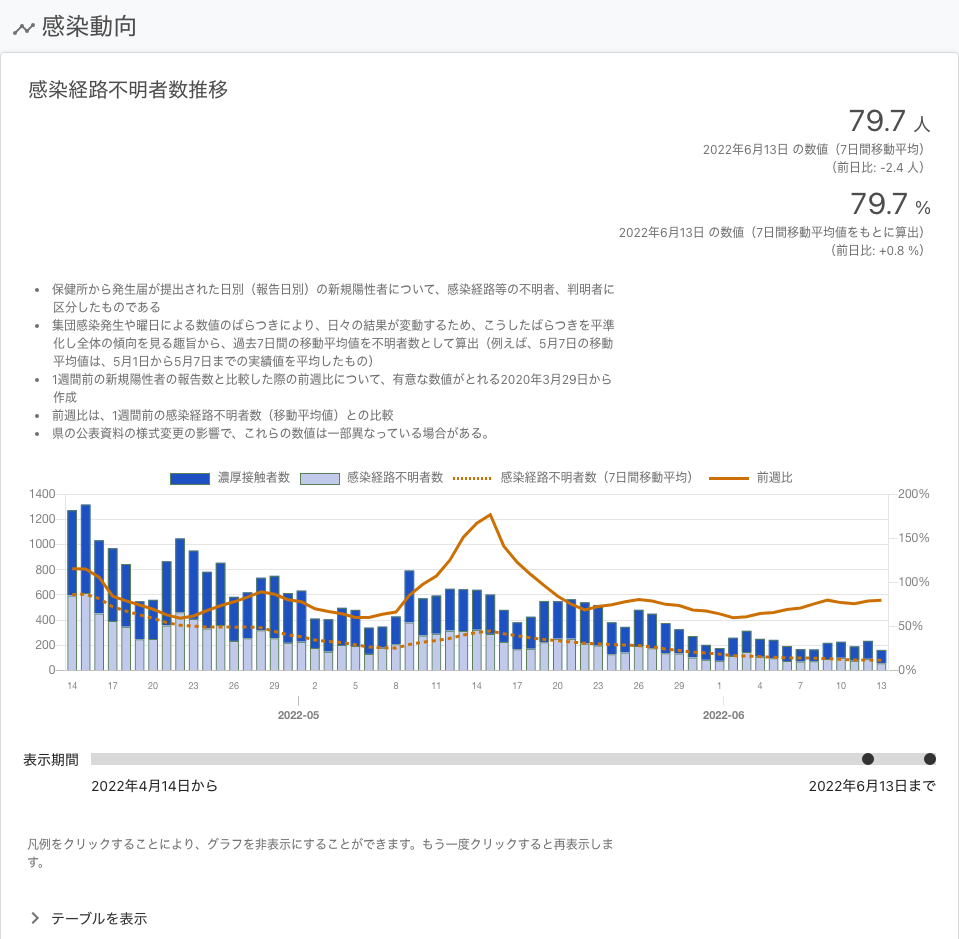 感染動向
感染経路不明者数推移
79.7 人
2022年6月13日 の数値（7日間移動平均）
（前日比: -2.4 人）
79.7 %
2022年6月13日 の数値（7日間移動平均値をもとに算出）
（前日比: +0.8 %）
• 保健所から発生届が提出された日別（報告日別）の新規陽性者について、感染経路等の不明者、判明者に
区分したものである
• 集団感染発生や曜日による数値のばらつきにより、日々の結果が変動するため、こうしたばらつきを平準
化し全体の傾向を見る趣旨から、過去7日間の移動平均値を不明者数として算出（例えば、5月7日の移動
平均値は、5月1日から5月7日までの実績値を平均したもの）
• 1週間前の新規陽性者の報告数と比較した際の前週比について、有意な数値がとれる2020年3月29日から
作成
• 前週比は、1週間前の感染経路不明者数（移動平均値）との比較
• 県の公表資料の様式変更の影響で、これらの数値は一部異なっている場合がある。
濃厚接触者数 感染経路不明者数 感染経路不明者数（7日間移動平均） 前週比
1400 200%
1200
1000 150%
800
600 100%
400 50%
200
0 0%
14 17 20 23 26 29 2 5 8 11 14 17 20 23 26 29 1 4 7 10 13
2022-05 2022-06
表示期間
2022年4月14日から 2022年6月13日まで
凡例をクリックすることにより、グラフを非表示にすることができます。もう一度クリックすると再表示しま
す。
テーブルを表示